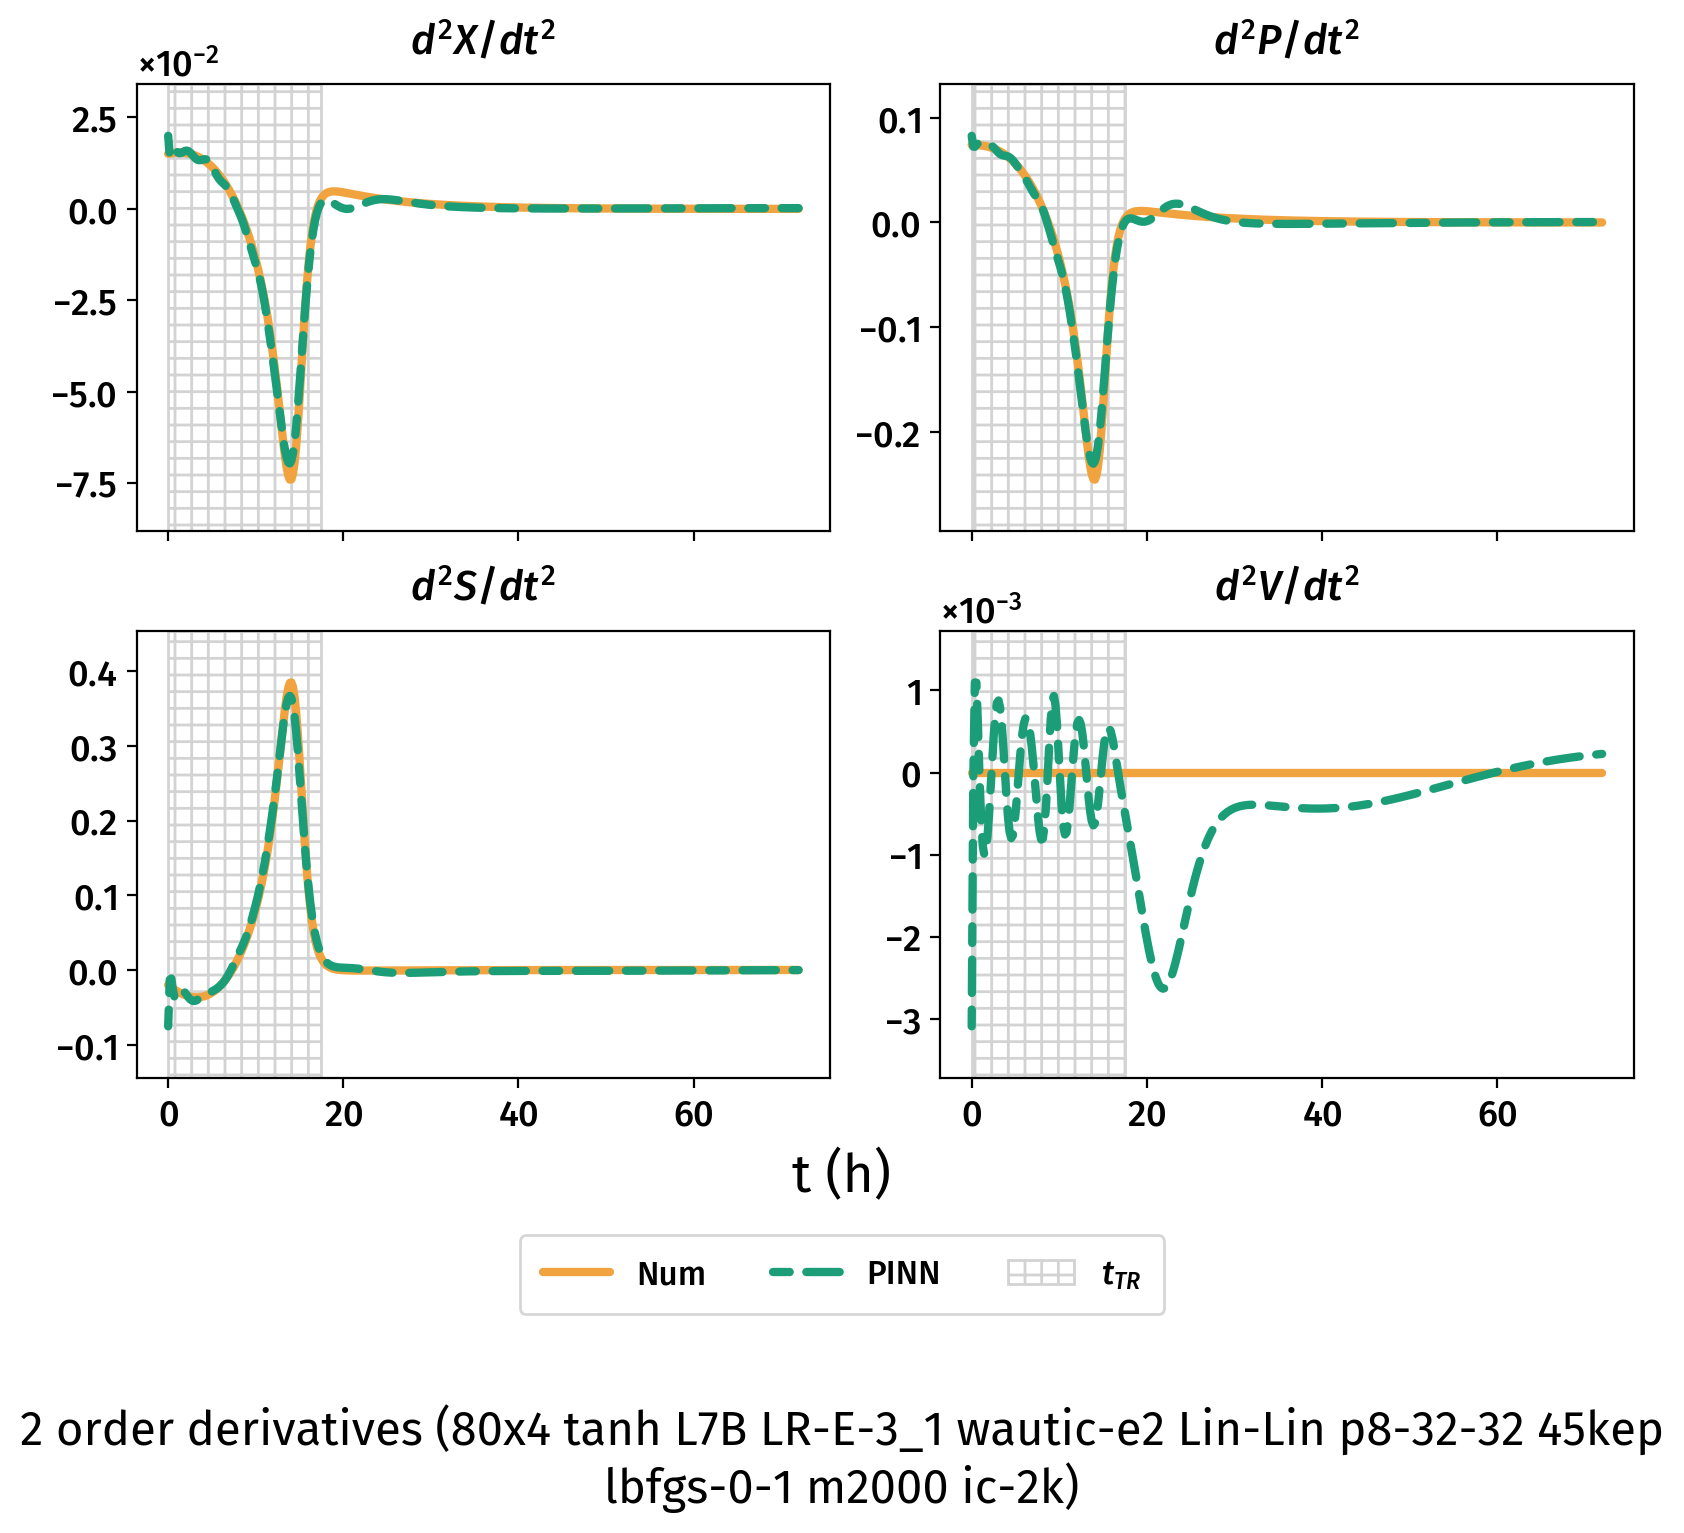 d²X/dt²
×10⁻²
2.5
0.0
−2.5
−5.0
−7.5
d²P/dt²
0.1
0.0
−0.1
−0.2
d²S/dt²
0.4
0.3
0.2
0.1
0.0
−0.1
0 20 40 60
d²V/dt²
×10⁻³
1
0
−1
−2
−3
0 20 40 60
t (h)
Num PINN t_TR
2 order derivatives (80x4 tanh L7B LR-E-3_1 wautic-e2 Lin-Lin p8-32-32 45kep
lbfgs-0-1 m2000 ic-2k)